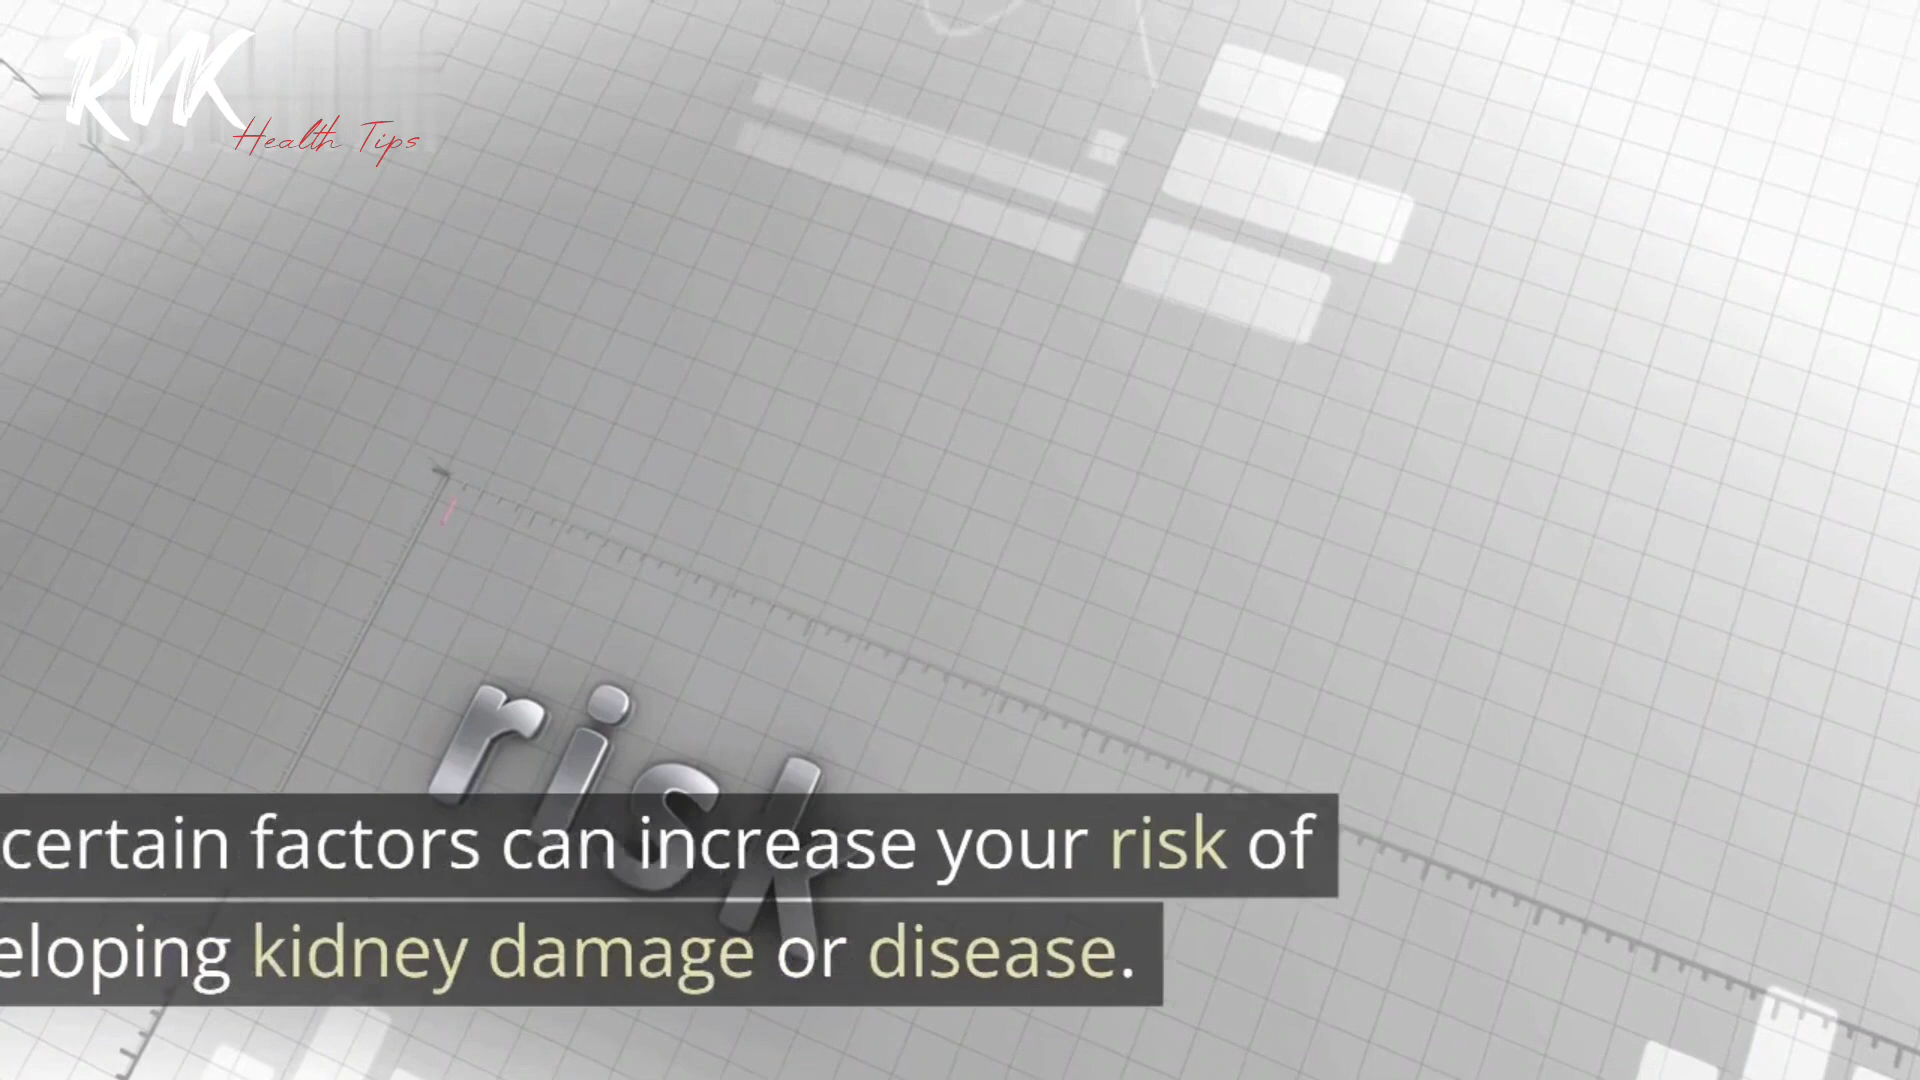 RVK
Health Tips
risk
certain factors can increase your risk of
eloping kidney damage or disease.